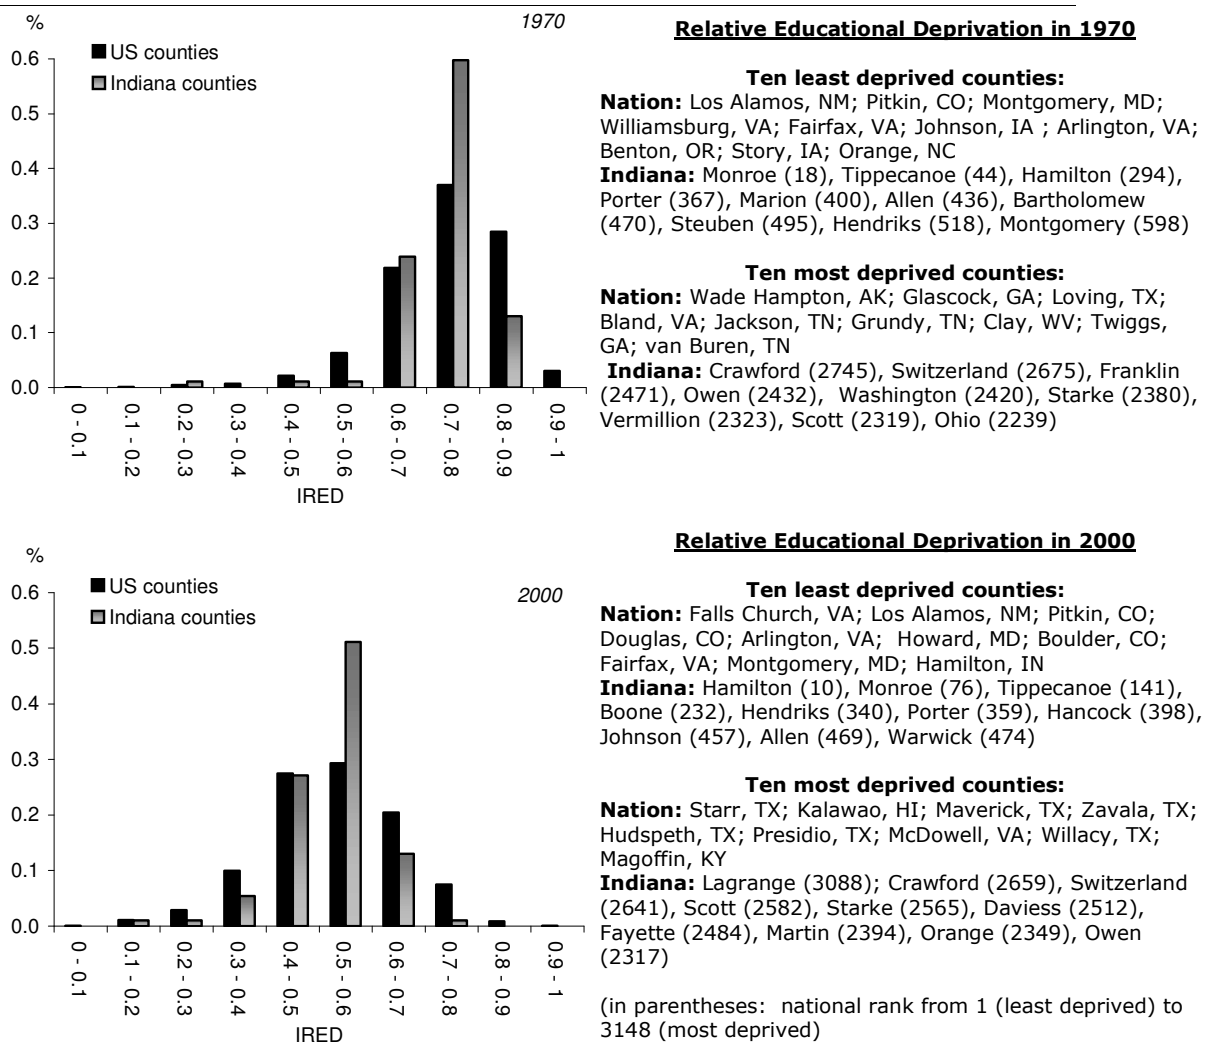 %
1970
US counties
Indiana counties
0.6
0.5
0.4
0.3
0.2
0.1
0.0
0 - 0.1
0.1 - 0.2
0.2 - 0.3
0.3 - 0.4
0.4 - 0.5
0.5 - 0.6
0.6 - 0.7
0.7 - 0.8
0.8 - 0.9
0.9 - 1
IRED
Relative Educational Deprivation in 1970
Ten least deprived counties:
Nation: Los Alamos, NM; Pitkin, CO; Montgomery, MD;
Williamsburg, VA; Fairfax, VA; Johnson, IA ; Arlington, VA;
Benton, OR; Story, IA; Orange, NC
Indiana: Monroe (18), Tippecanoe (44), Hamilton (294),
Porter (367), Marion (400), Allen (436), Bartholomew
(470), Steuben (495), Hendriks (518), Montgomery (598)
Ten most deprived counties:
Nation: Wade Hampton, AK; Glascock, GA; Loving, TX;
Bland, VA; Jackson, TN; Grundy, TN; Clay, WV; Twiggs,
GA; van Buren, TN
Indiana: Crawford (2745), Switzerland (2675), Franklin
(2471), Owen (2432), Washington (2420), Starke (2380),
Vermillion (2323), Scott (2319), Ohio (2239)
%
2000
US counties
Indiana counties
0.6
0.5
0.4
0.3
0.2
0.1
0.0
0 - 0.1
0.1 - 0.2
0.2 - 0.3
0.3 - 0.4
0.4 - 0.5
0.5 - 0.6
0.6 - 0.7
0.7 - 0.8
0.8 - 0.9
0.9 - 1
IRED
Relative Educational Deprivation in 2000
Ten least deprived counties:
Nation: Falls Church, VA; Los Alamos, NM; Pitkin, CO;
Douglas, CO; Arlington, VA; Howard, MD; Boulder, CO;
Fairfax, VA; Montgomery, MD; Hamilton, IN
Indiana: Hamilton (10), Monroe (76), Tippecanoe (141),
Boone (232), Hendriks (340), Porter (359), Hancock (398),
Johnson (457), Allen (469), Warwick (474)
Ten most deprived counties:
Nation: Starr, TX; Kalawao, HI; Maverick, TX; Zavala, TX;
Hudspeth, TX; Presidio, TX; McDowell, VA; Willacy, TX;
Magoffin, KY
Indiana: Lagrange (3088); Crawford (2659), Switzerland
(2641), Scott (2582), Starke (2565), Daviess (2512),
Fayette (2484), Martin (2394), Orange (2349), Owen
(2317)
(in parentheses: national rank from 1 (least deprived) to
3148 (most deprived)